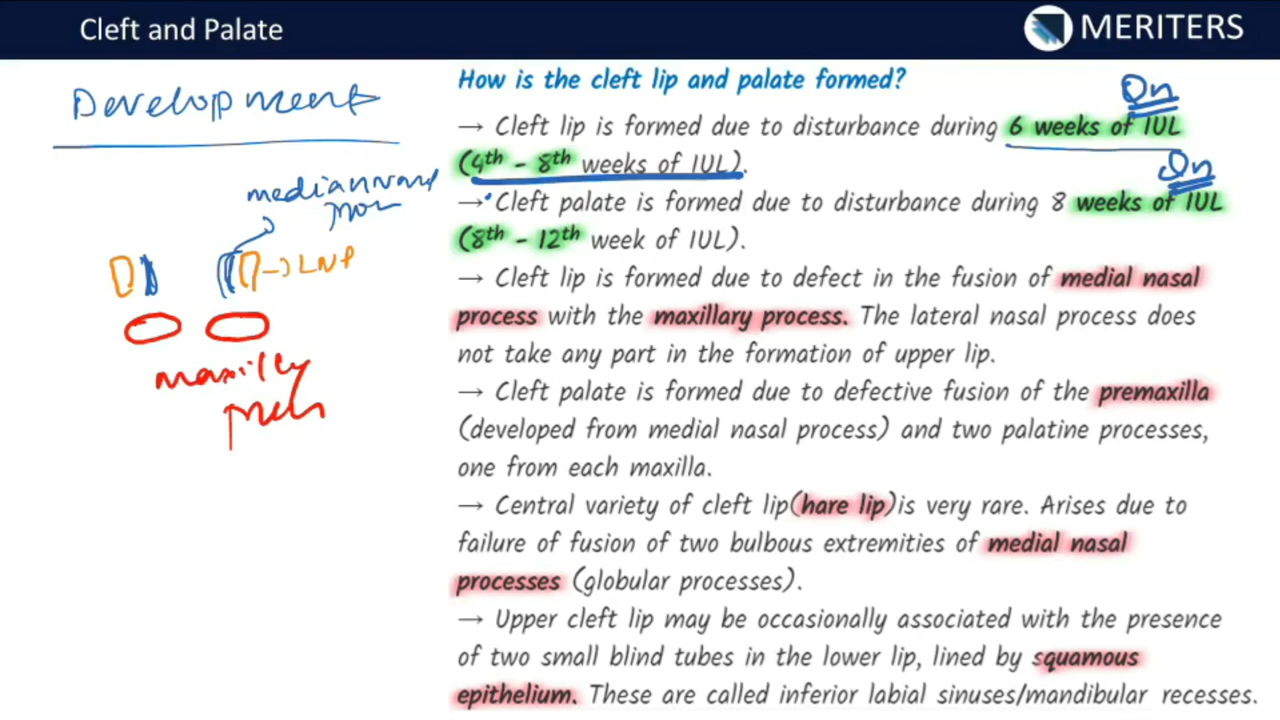 Cleft and Palate
MERITERS
Development
How is the cleft lip and palate formed?
Qn
→ Cleft lip is formed due to disturbance during 6 weeks of IUL
(4th - 8th weeks of IUL).
Qn
→ Cleft palate is formed due to disturbance during 8 weeks of IUL
(8th - 12th week of IUL).
→ Cleft lip is formed due to defect in the fusion of medial nasal
process with the maxillary process. The lateral nasal process does
not take any part in the formation of upper lip.
→ Cleft palate is formed due to defective fusion of the premaxilla
(developed from medial nasal process) and two palatine processes,
one from each maxilla.
→ Central variety of cleft lip(hare lip)is very rare. Arises due to
failure of fusion of two bulbous extremities of medial nasal
processes (globular processes).
→ Upper cleft lip may be occasionally associated with the presence
of two small blind tubes in the lower lip, lined by squamous
epithelium. These are called inferior labial sinuses/mandibular recesses.
→ LNP